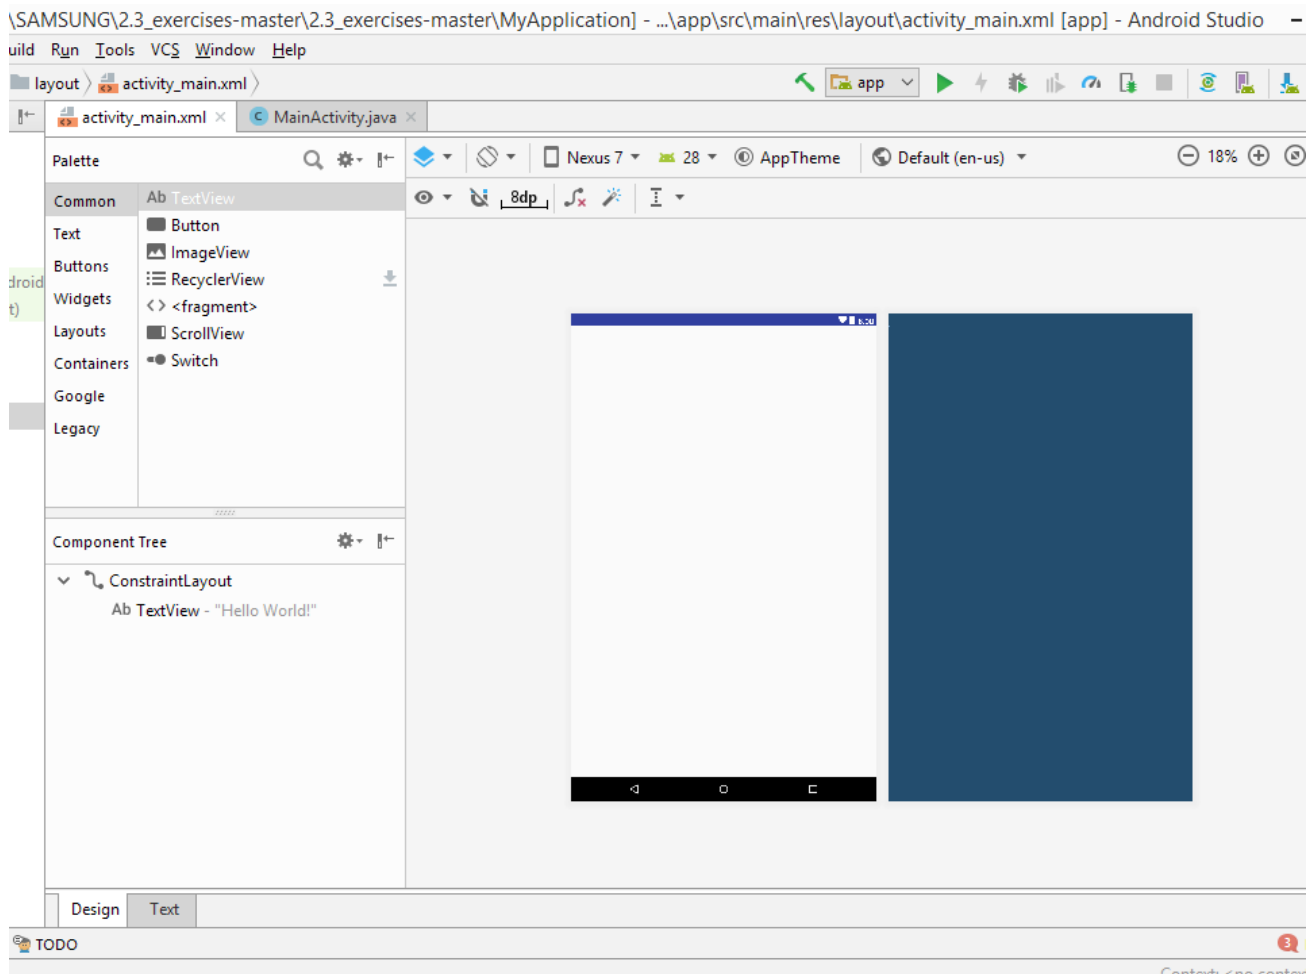 \SAMSUNG\2.3_exercises-master\2.3_exercises-master\MyApplication] - ...\app\src\main\res\layout\activity_main.xml [app] - Android Studio
uild Run Tools VCS Window Help
layout activity_main.xml app
activity_main.xml MainActivity.java
Palette
Nexus 7 28 AppTheme Default (en-us) 18%
8dp
Common
Text
Buttons
Widgets
Layouts
Containers
Google
Legacy
Ab TextView
Button
ImageView
RecyclerView
<fragment>
ScrollView
Switch
droid
t)
Component Tree
ConstraintLayout
Ab TextView - "Hello World!"
Design Text
TODO
3